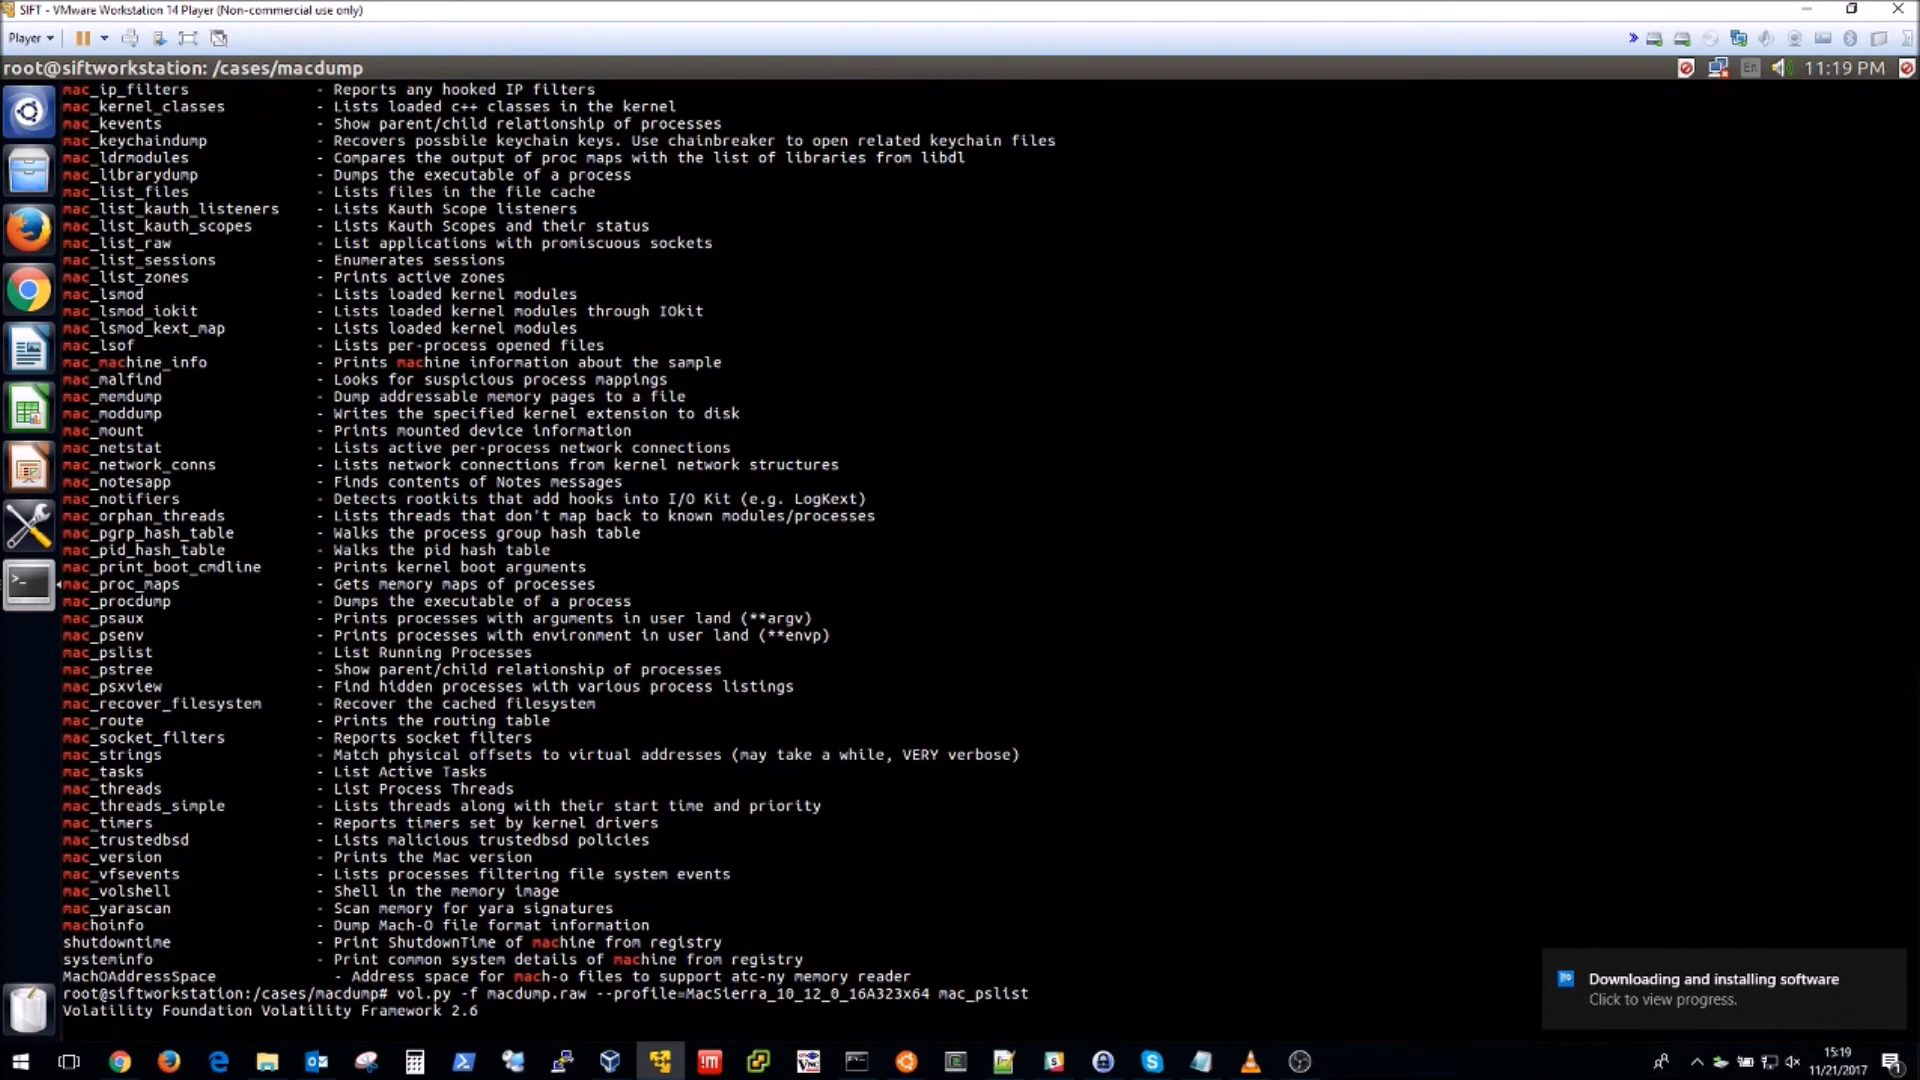 SIFT - VMware Workstation 14 Player (Non-commercial use only)
Player
root@siftworkstation: /cases/macdump
En
11:19 PM
mac_ip_filters - Reports any hooked IP filters
mac_kernel_classes - Lists loaded c++ classes in the kernel
mac_kevents - Show parent/child relationship of processes
mac_keychaindump - Recovers possbile keychain keys. Use chainbreaker to open related keychain files
mac_ldrmodules - Compares the output of proc maps with the list of libraries from libdl
mac_librarydump - Dumps the executable of a process
mac_list_files - Lists files in the file cache
mac_list_kauth_listeners - Lists Kauth Scope listeners
mac_list_kauth_scopes - Lists Kauth Scopes and their status
mac_list_raw - List applications with promiscuous sockets
mac_list_sessions - Enumerates sessions
mac_list_zones - Prints active zones
mac_lsmod - Lists loaded kernel modules
mac_lsmod_iokit - Lists loaded kernel modules through IOkit
mac_lsmod_kext_map - Lists loaded kernel modules
mac_lsof - Lists per-process opened files
mac_machine_info - Prints machine information about the sample
mac_malfind - Looks for suspicious process mappings
mac_memdump - Dump addressable memory pages to a file
mac_moddump - Writes the specified kernel extension to disk
mac_mount - Prints mounted device information
mac_netstat - Lists active per-process network connections
mac_network_conns - Lists network connections from kernel network structures
mac_notesapp - Finds contents of Notes messages
mac_notifiers - Detects rootkits that add hooks into I/O Kit (e.g. LogKext)
mac_orphan_threads - Lists threads that don't map back to known modules/processes
mac_pgrp_hash_table - Walks the process group hash table
mac_pid_hash_table - Walks the pid hash table
mac_print_boot_cmdline - Prints kernel boot arguments
mac_proc_maps - Gets memory maps of processes
mac_procdump - Dumps the executable of a process
mac_psaux - Prints processes with arguments in user land (**argv)
mac_psenv - Prints processes with environment in user land (**envp)
mac_pslist - List Running Processes
mac_pstree - Show parent/child relationship of processes
mac_psxview - Find hidden processes with various process listings
mac_recover_filesystem - Recover the cached filesystem
mac_route - Prints the routing table
mac_socket_filters - Reports socket filters
mac_strings - Match physical offsets to virtual addresses (may take a while, VERY verbose)
mac_tasks - List Active Tasks
mac_threads - List Process Threads
mac_threads_simple - Lists threads along with their start time and priority
mac_timers - Reports timers set by kernel drivers
mac_trustedbsd - Lists malicious trustedbsd policies
mac_version - Prints the Mac version
mac_vfsevents - Lists processes filtering file system events
mac_volshell - Shell in the memory image
mac_yarascan - Scan memory for yara signatures
machoinfo - Dump Mach-O file format information
shutdowntime - Print ShutdownTime of machine from registry
systeminfo - Print common system details of machine from registry
MachOAddressSpace - Address space for mach-o files to support atc-ny memory reader
root@siftworkstation:/cases/macdump# vol.py -f macdump.raw --profile=MacSierra_10_12_0_16A323x64 mac_pslist
Volatility Foundation Volatility Framework 2.6
Downloading and installing software
Click to view progress.
15:19
11/21/2017